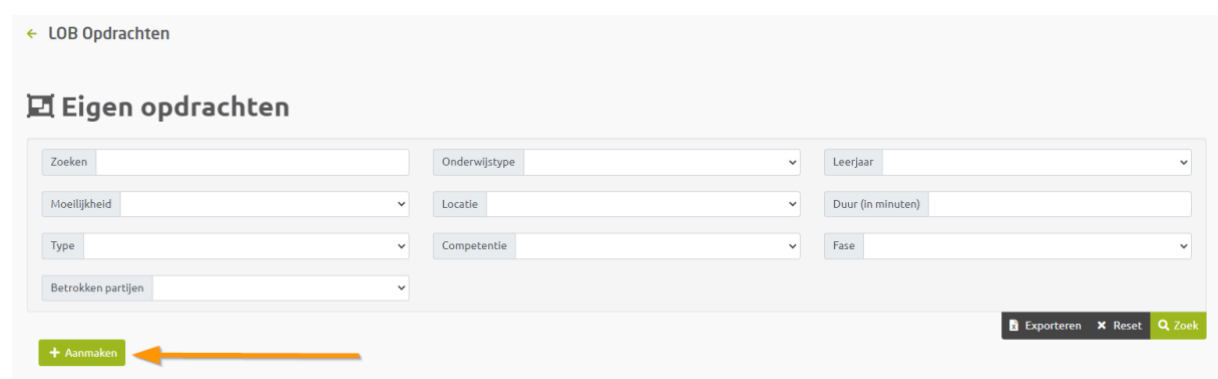 LOB Opdrachten
Eigen opdrachten
Zoeken Onderwijstype Leerjaar
Moeilijkheid Locatie Duur (in minuten)
Type Competentie Fase
Betrokken partijen
Exporteren Reset Zoek
+ Aanmaken